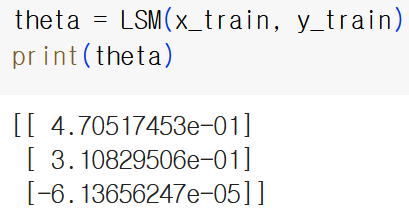 theta = LSM(x_train, y_train)
print(theta)
[[ 4.70517453e-01]
 [ 3.10829506e-01]
 [-6.13656247e-05]]